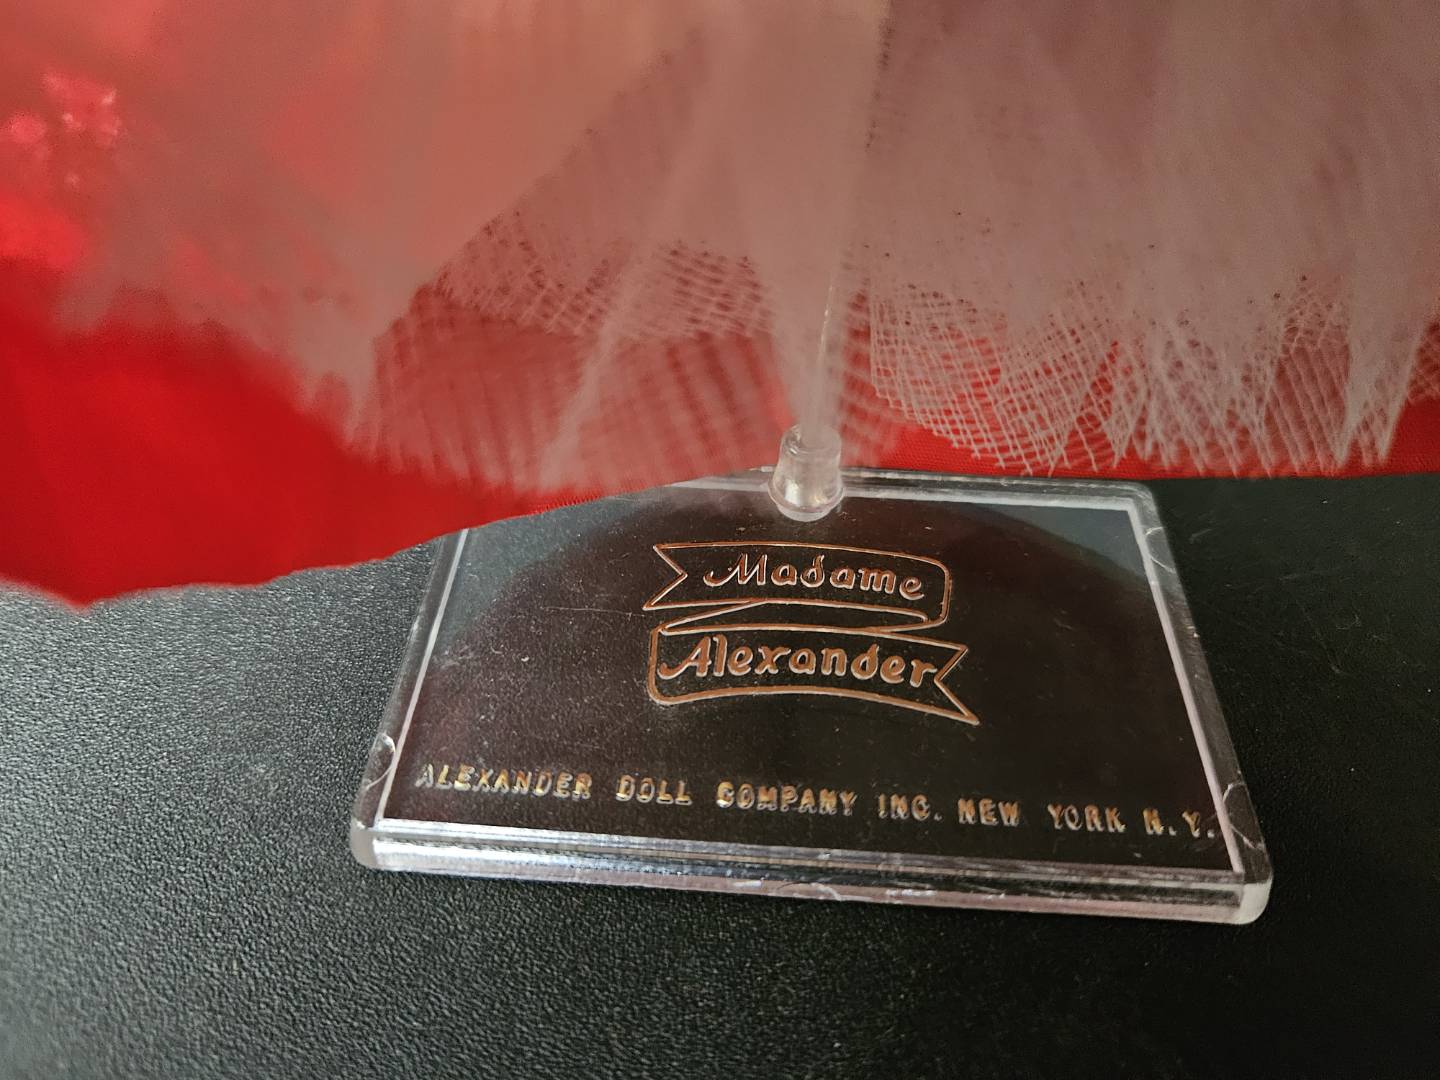 Madame
Alexander
ALEXANDER DOLL COMPANY INC. NEW YORK N.Y.